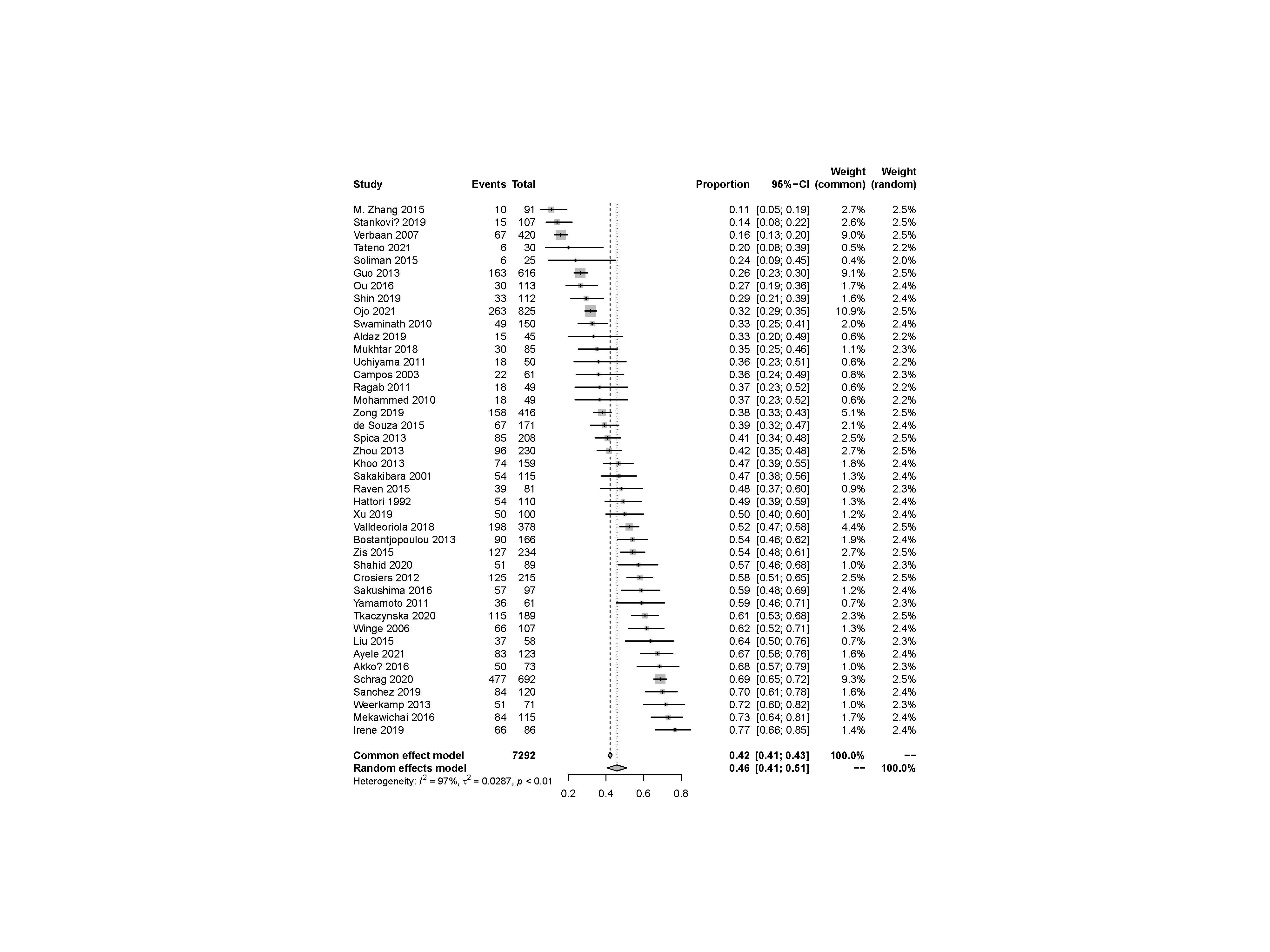 Weight Weight
Study Events Total Proportion 95%−CI (common) (random)
M. Zhang 2015 10 91 0.11 [0.05; 0.19] 2.7% 2.5%
Stankovi? 2019 15 107 0.14 [0.08; 0.22] 2.6% 2.5%
Verbaan 2007 67 420 0.16 [0.13; 0.20] 9.0% 2.5%
Tateno 2021 6 30 0.20 [0.08; 0.39] 0.5% 2.2%
Soliman 2015 6 25 0.24 [0.09; 0.45] 0.4% 2.0%
Guo 2013 163 616 0.26 [0.23; 0.30] 9.1% 2.5%
Ou 2016 30 113 0.27 [0.19; 0.36] 1.7% 2.4%
Shin 2019 33 112 0.29 [0.21; 0.39] 1.6% 2.4%
Ojo 2021 263 825 0.32 [0.29; 0.35] 10.9% 2.5%
Swaminath 2010 49 150 0.33 [0.25; 0.41] 2.0% 2.4%
Aldaz 2019 15 45 0.33 [0.20; 0.49] 0.6% 2.2%
Mukhtar 2018 30 85 0.35 [0.25; 0.46] 1.1% 2.3%
Uchiyama 2011 18 50 0.36 [0.23; 0.51] 0.6% 2.2%
Campos 2003 22 61 0.36 [0.24; 0.49] 0.8% 2.3%
Ragab 2011 18 49 0.37 [0.23; 0.52] 0.6% 2.2%
Mohammed 2010 18 49 0.37 [0.23; 0.52] 0.6% 2.2%
Zong 2019 158 416 0.38 [0.33; 0.43] 5.1% 2.5%
de Souza 2015 67 171 0.39 [0.32; 0.47] 2.1% 2.4%
Spica 2013 85 208 0.41 [0.34; 0.48] 2.5% 2.5%
Zhou 2013 96 230 0.42 [0.35; 0.48] 2.7% 2.5%
Khoo 2013 74 159 0.47 [0.39; 0.55] 1.8% 2.4%
Sakakibara 2001 54 115 0.47 [0.38; 0.56] 1.3% 2.4%
Raven 2015 39 81 0.48 [0.37; 0.60] 0.9% 2.3%
Hattori 1992 54 110 0.49 [0.39; 0.59] 1.3% 2.4%
Xu 2019 50 100 0.50 [0.40; 0.60] 1.2% 2.4%
Valldeoriola 2018 198 378 0.52 [0.47; 0.58] 4.4% 2.5%
Bostantjopoulou 2013 90 166 0.54 [0.46; 0.62] 1.9% 2.4%
Zis 2015 127 234 0.54 [0.48; 0.61] 2.7% 2.5%
Shahid 2020 51 89 0.57 [0.46; 0.68] 1.0% 2.3%
Crosiers 2012 125 215 0.58 [0.51; 0.65] 2.5% 2.5%
Sakushima 2016 57 97 0.59 [0.48; 0.69] 1.2% 2.4%
Yamamoto 2011 36 61 0.59 [0.46; 0.71] 0.7% 2.3%
Tkaczynska 2020 115 189 0.61 [0.53; 0.68] 2.3% 2.5%
Winge 2006 66 107 0.62 [0.52; 0.71] 1.3% 2.4%
Liu 2015 37 58 0.64 [0.50; 0.76] 0.7% 2.3%
Ayele 2021 83 123 0.67 [0.58; 0.76] 1.6% 2.4%
Akko? 2016 50 73 0.68 [0.57; 0.79] 1.0% 2.3%
Schrag 2020 477 692 0.69 [0.65; 0.72] 9.3% 2.5%
Sanchez 2019 84 120 0.70 [0.61; 0.78] 1.6% 2.4%
Weerkamp 2013 51 71 0.72 [0.60; 0.82] 1.0% 2.3%
Mekawichai 2016 84 115 0.73 [0.64; 0.81] 1.7% 2.4%
Irene 2019 66 86 0.77 [0.66; 0.85] 1.4% 2.4%
Common effect model 7292 0.42 [0.41; 0.43] 100.0% −−
Random effects model 0.46 [0.41; 0.51] −− 100.0%
Heterogeneity: I² = 97%, τ² = 0.0287, p < 0.01
0.2 0.4 0.6 0.8